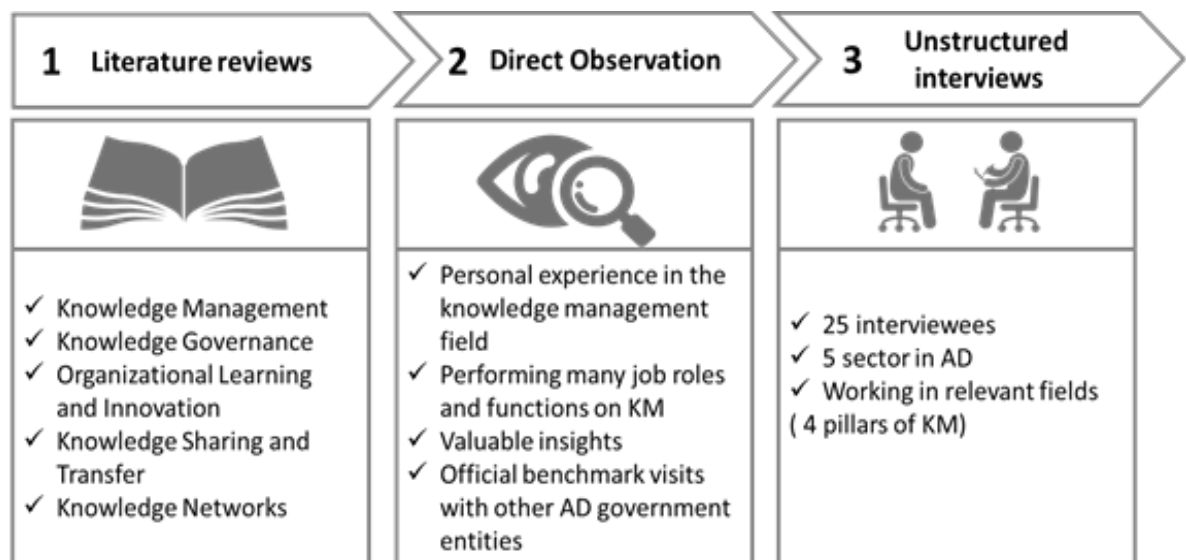 1 Literature reviews
2 Direct Observation
3 Unstructured
interviews
✓ Knowledge Management
✓ Knowledge Governance
✓ Organizational Learning
and Innovation
✓ Knowledge Sharing and
Transfer
✓ Knowledge Networks
✓ Personal experience in the
knowledge management
field
✓ Performing many job roles
and functions on KM
✓ Valuable insights
✓ Official benchmark visits
with other AD government
entities
✓ 25 interviewees
✓ 5 sector in AD
✓ Working in relevant fields
( 4 pillars of KM)